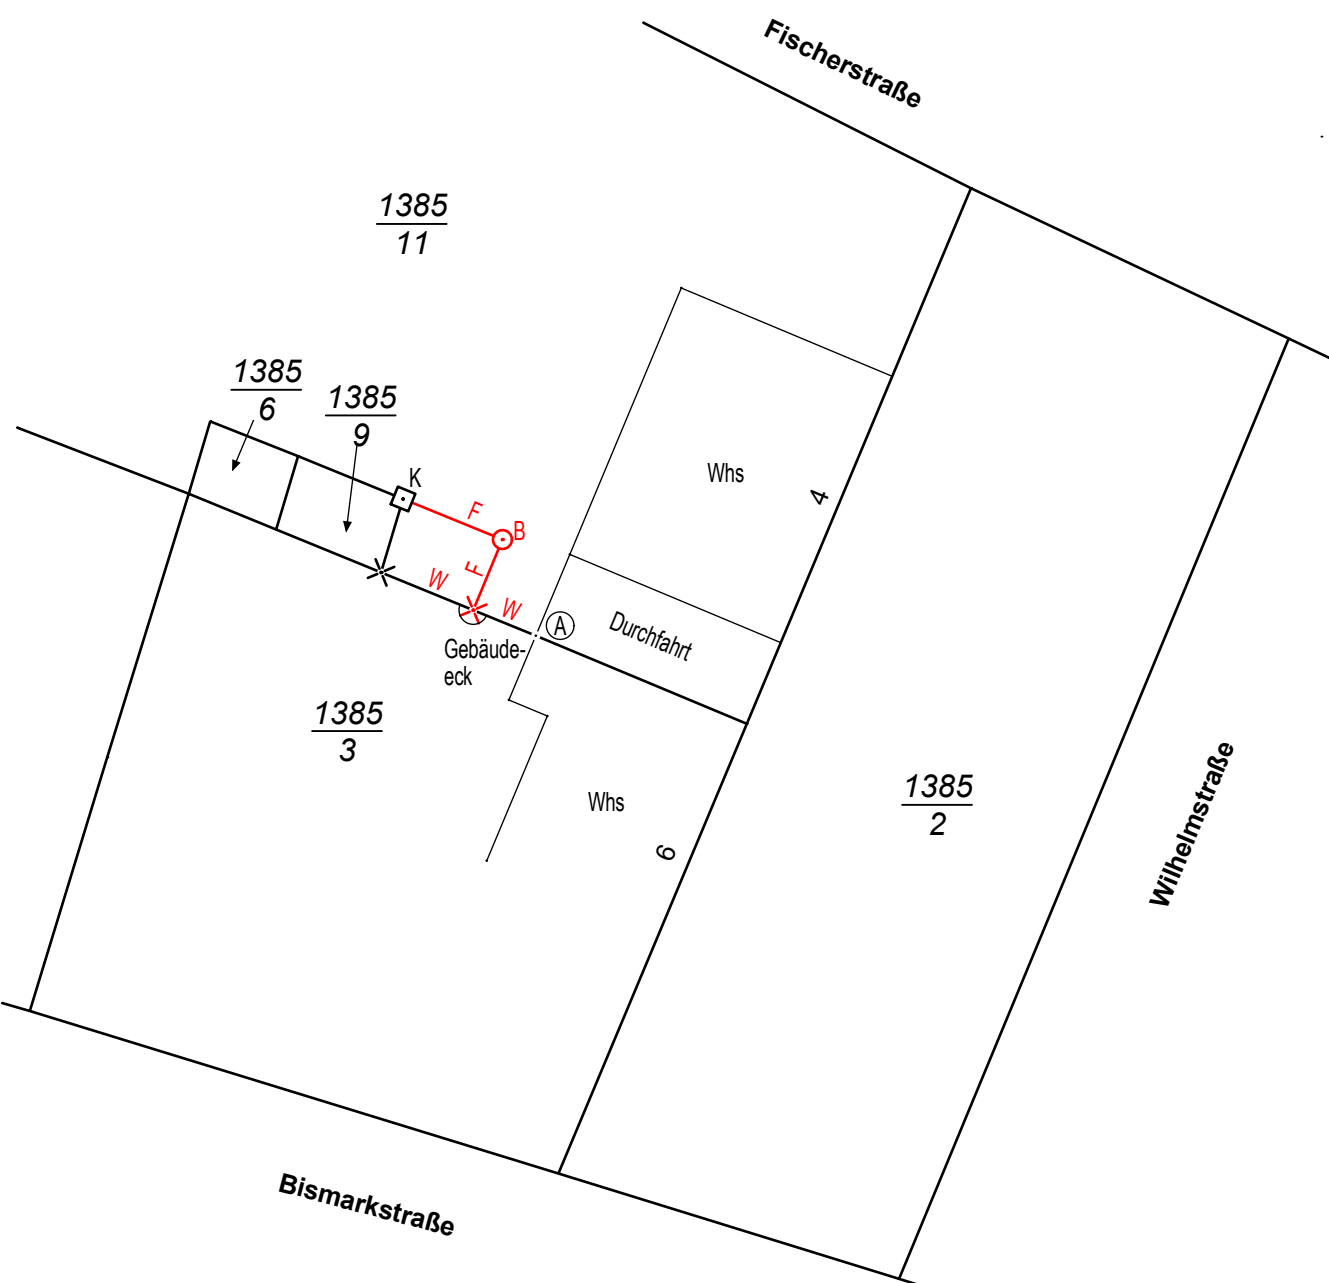 Fischerstraße
1385
11
1385
6
1385
9
K
F
B
F
W
W
A
Gebäude-
eck
Whs
4
Durchfahrt
1385
3
Whs
6
1385
2
Wilhelmstraße
Bismarkstraße